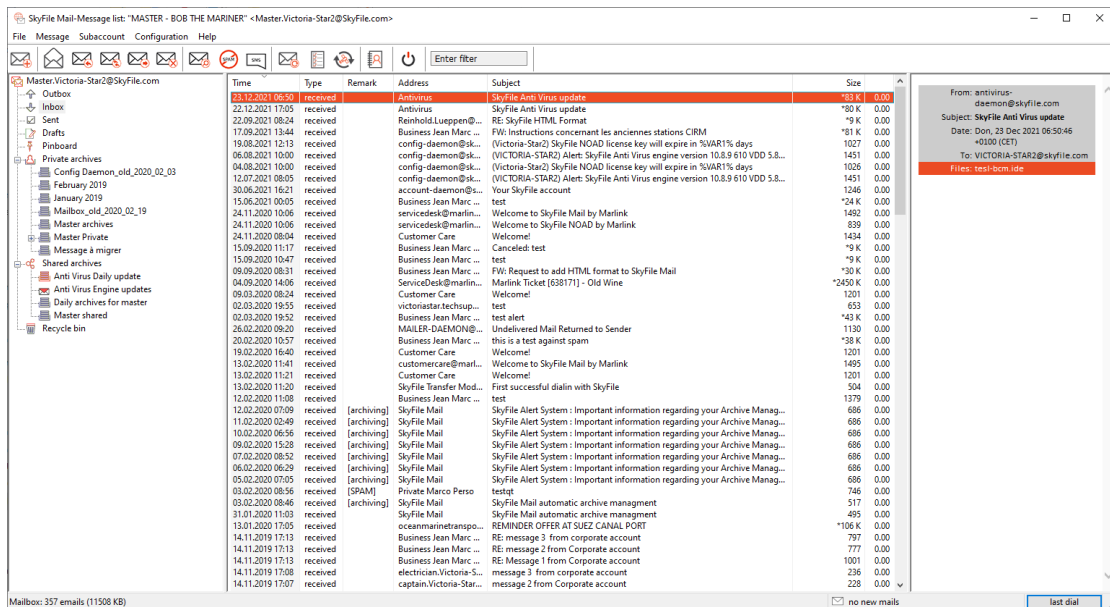 SkyFile Mail-Message list: "MASTER - BOB THE MARINER" <Master.Victoria-Star2@SkyFile.com>
File Message Subaccount Configuration Help
SPAM SMS Enter filter
Master.Victoria-Star2@SkyFile.com
Outbox
Inbox
Sent
Drafts
Pinboard
Private archives
Config Daemon_old_2020_02_03
February 2019
January 2019
Mailbox_old_2020_02_19
Master archives
Master Private
Message à migrer
Shared archives
Anti Virus Daily update
Anti Virus Engine updates
Daily archives for master
Master shared
Recycle bin
Time Type Remark Address Subject Size
23.12.2021 06:50 received Antivirus SkyFile Anti Virus update *83 K 0.00
22.12.2021 17:05 received Antivirus SkyFile Anti Virus update *80 K 0.00
22.09.2021 08:24 received Reinhold.Lueppen@... RE: SkyFile HTML Format *9 K 0.00
17.09.2021 13:44 received Business Jean Marc ... FW: Instructions concernant les anciennes stations CIRM *81 K 0.00
19.08.2021 12:13 received config-daemon@sk... (Victoria-Star2) SkyFile NOAD license key will expire in %VAR1% days 1027 0.00
06.08.2021 10:00 received config-daemon@sk... (VICTORIA-STAR2) Alert: SkyFile Anti Virus engine version 10.8.9 610 VDD 5.8... 1451 0.00
04.08.2021 10:00 received config-daemon@sk... (Victoria-Star2) SkyFile NOAD license key will expire in %VAR1% days 1026 0.00
12.07.2021 08:05 received config-daemon@sk... (VICTORIA-STAR2) Alert: SkyFile Anti Virus engine version 10.8.9 610 VDD 5.8... 1451 0.00
30.06.2021 16:21 received account-daemon@s... Your SkyFile account 1246 0.00
15.06.2021 00:05 received Business Jean Marc ... test *24 K 0.00
24.11.2020 10:06 received servicedesk@marlin... Welcome to SkyFile Mail by Marlink 1492 0.00
24.11.2020 10:06 received servicedesk@marlin... Welcome to SkyFile NOAD by Marlink 839 0.00
24.11.2020 08:04 received Customer Care Welcome! 1434 0.00
15.09.2020 11:17 received Business Jean Marc ... Canceled: test *9 K 0.00
15.09.2020 10:47 received Business Jean Marc ... test *9 K 0.00
09.09.2020 08:31 received Business Jean Marc ... FW: Request to add HTML format to SkyFile Mail *30 K 0.00
04.09.2020 14:06 received ServiceDesk@marlin... Marlink Ticket [638171] - Old Wine *2450 K 0.00
09.03.2020 08:24 received Customer Care Welcome! 1201 0.00
02.03.2020 19:55 received victoriastar.techsup... test 653 0.00
02.03.2020 19:52 received Business Jean Marc ... test alert *43 K 0.00
26.02.2020 09:20 received MAILER-DAEMON@... Undelivered Mail Returned to Sender 1130 0.00
20.02.2020 10:57 received Business Jean Marc ... this is a test against spam *38 K 0.00
19.02.2020 16:40 received Customer Care Welcome! 1201 0.00
13.02.2020 11:41 received customercare@marl... Welcome to SkyFile Mail by Marlink 1495 0.00
13.02.2020 11:21 received Customer Care Welcome! 1201 0.00
13.02.2020 11:20 received SkyFile Transfer Mod... First successful dialin with SkyFile 504 0.00
12.02.2020 11:08 received Business Jean Marc ... test 1379 0.00
12.02.2020 07:09 received [archiving] SkyFile Mail SkyFile Alert System : Important information regarding your Archive Manag... 686 0.00
11.02.2020 02:49 received [archiving] SkyFile Mail SkyFile Alert System : Important information regarding your Archive Manag... 686 0.00
10.02.2020 06:56 received [archiving] SkyFile Mail SkyFile Alert System : Important information regarding your Archive Manag... 686 0.00
09.02.2020 15:28 received [archiving] SkyFile Mail SkyFile Alert System : Important information regarding your Archive Manag... 686 0.00
07.02.2020 08:52 received [archiving] SkyFile Mail SkyFile Alert System : Important information regarding your Archive Manag... 686 0.00
06.02.2020 06:29 received [archiving] SkyFile Mail SkyFile Alert System : Important information regarding your Archive Manag... 686 0.00
05.02.2020 07:05 received [archiving] SkyFile Mail SkyFile Alert System : Important information regarding your Archive Manag... 686 0.00
03.02.2020 08:56 received [SPAM] Private Marco Perso testqt 746 0.00
03.02.2020 08:46 received [archiving] SkyFile Mail SkyFile Mail automatic archive managment 517 0.00
31.01.2020 11:03 received SkyFile Mail SkyFile Mail automatic archive managment 495 0.00
13.01.2020 17:05 received oceanmarinetranspo... REMINDER OFFER AT SUEZ CANAL PORT *106 K 0.00
14.11.2019 17:13 received Business Jean Marc ... RE: message 3 from corporate account 797 0.00
14.11.2019 17:13 received Business Jean Marc ... RE: message 2 from Corporate account 777 0.00
14.11.2019 17:13 received Business Jean Marc ... RE: Message 1 from Corporate account 1001 0.00
14.11.2019 17:08 received electrician.Victoria-S... message 3 from corporate account 236 0.00
14.11.2019 17:07 received captain.Victoria-Star... message 2 from Corporate account 228 0.00
From: antivirus-
daemon@skyfile.com
Subject: SkyFile Anti Virus update
Date: Don, 23 Dec 2021 06:50:46
+0100 (CET)
To: VICTORIA-STAR2@skyfile.com
Files: tesl-bcm.ide
Mailbox: 357 emails (11508 KB) no new mails last dial